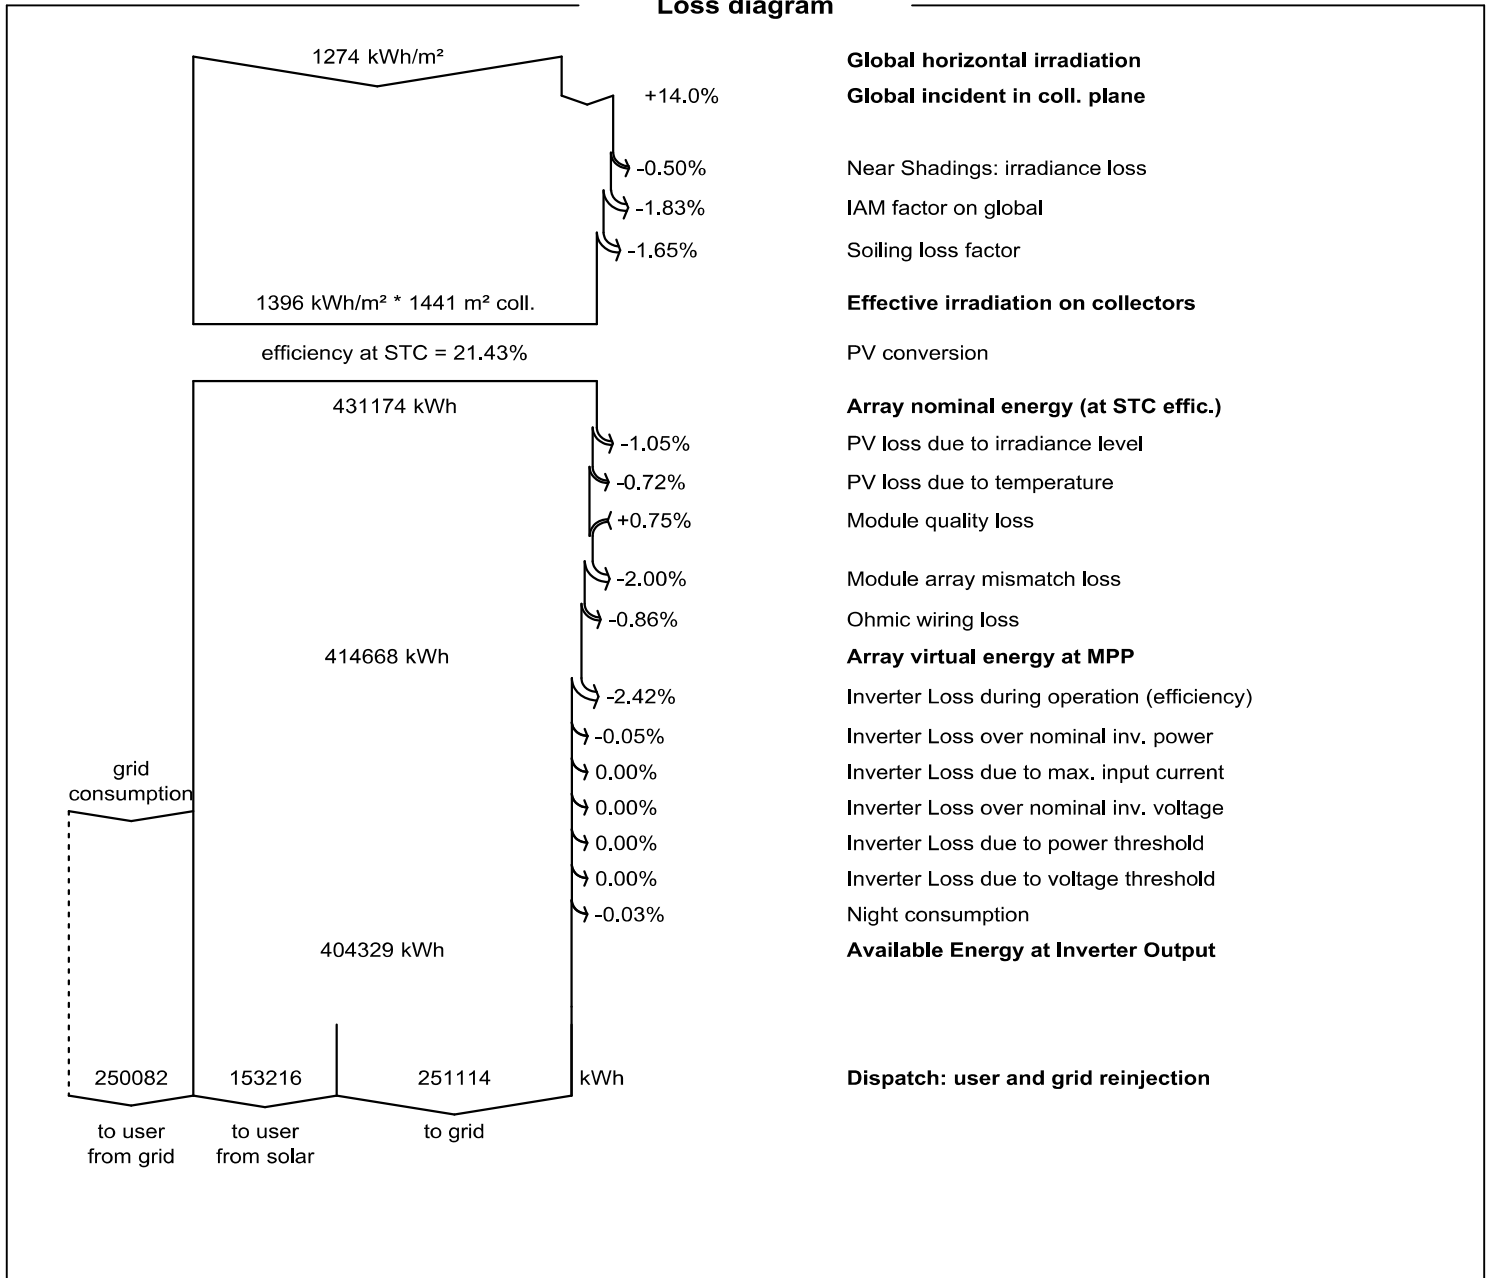 Loss diagram
1274 kWh/m² Global horizontal irradiation
+14.0% Global incident in coll. plane
-0.50% Near Shadings: irradiance loss
-1.83% IAM factor on global
-1.65% Soiling loss factor
1396 kWh/m² * 1441 m² coll. Effective irradiation on collectors
efficiency at STC = 21.43% PV conversion
431174 kWh Array nominal energy (at STC effic.)
-1.05% PV loss due to irradiance level
-0.72% PV loss due to temperature
+0.75% Module quality loss
-2.00% Module array mismatch loss
-0.86% Ohmic wiring loss
414668 kWh Array virtual energy at MPP
-2.42% Inverter Loss during operation (efficiency)
-0.05% Inverter Loss over nominal inv. power
grid
0.00% Inverter Loss due to max. input current
consumption
0.00% Inverter Loss over nominal inv. voltage
0.00% Inverter Loss due to power threshold
0.00% Inverter Loss due to voltage threshold
-0.03% Night consumption
404329 kWh Available Energy at Inverter Output
250082 153216 251114 kWh Dispatch: user and grid reinjection
to user to user to grid
from grid from solar